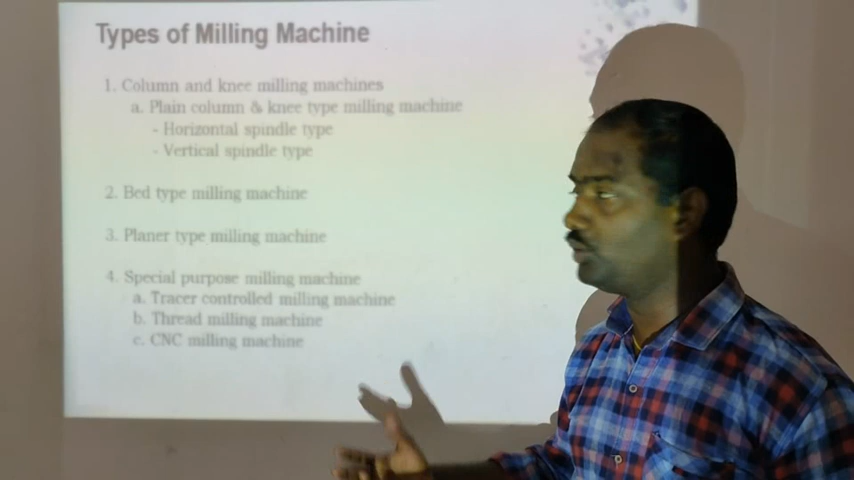 Types of Milling Machine
1. Column and knee milling machines
a. Plain column & knee type milling machine
- Horizontal spindle type
- Vertical spindle type
2. Bed type milling machine
3. Planer type milling machine
4. Special purpose milling machine
a. Tracer controlled milling machine
b. Thread milling machine
c. CNC milling machine